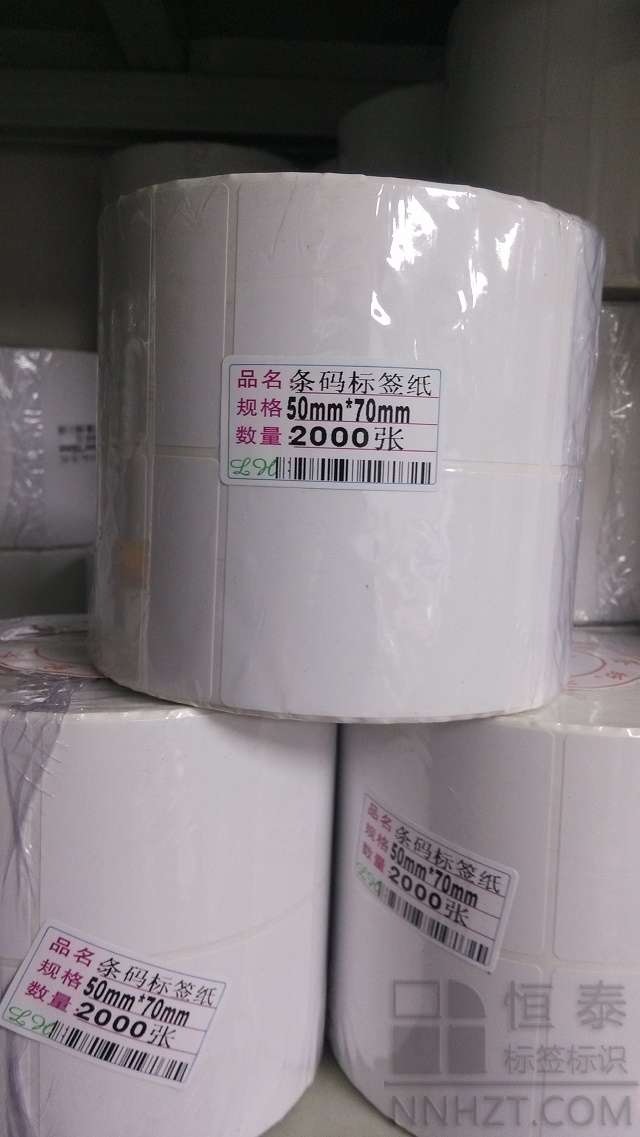 品名 条码标签纸
规格 50mm*70mm
数量 2000张
品名 条码标签纸
规格 50mm*70mm
数量 2000张
品名 条码标签纸
规格 50mm*70mm
数量 2000张
恒泰
标签标识
NNHZT.COM